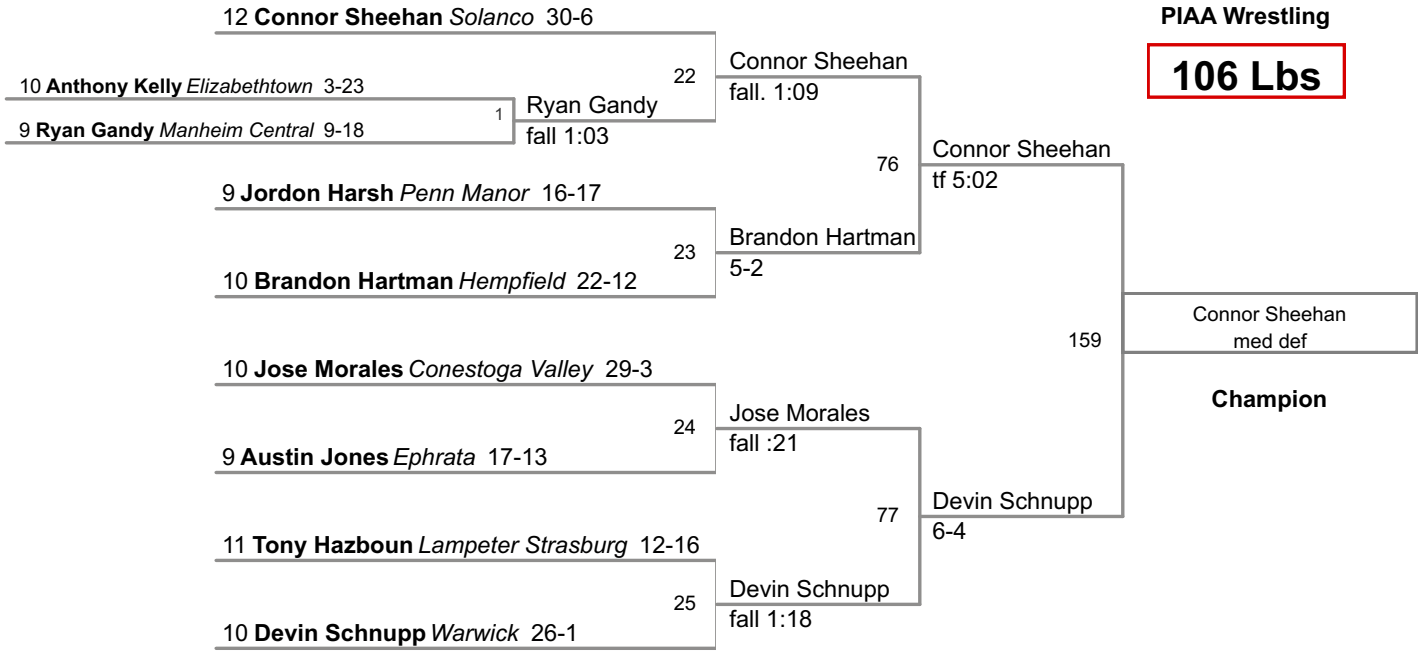 12 Connor Sheehan Solanco 30-6
PIAA Wrestling
106 Lbs
22
Connor Sheehan
fall. 1:09
10 Anthony Kelly Elizabethtown 3-23
1
Ryan Gandy
fall 1:03
9 Ryan Gandy Manheim Central 9-18
76
Connor Sheehan
tf 5:02
9 Jordon Harsh Penn Manor 16-17
23
Brandon Hartman
5-2
10 Brandon Hartman Hempfield 22-12
159
Connor Sheehan
med def
Champion
10 Jose Morales Conestoga Valley 29-3
24
Jose Morales
fall :21
9 Austin Jones Ephrata 17-13
77
Devin Schnupp
6-4
11 Tony Hazboun Lampeter Strasburg 12-16
25
Devin Schnupp
fall 1:18
10 Devin Schnupp Warwick 26-1